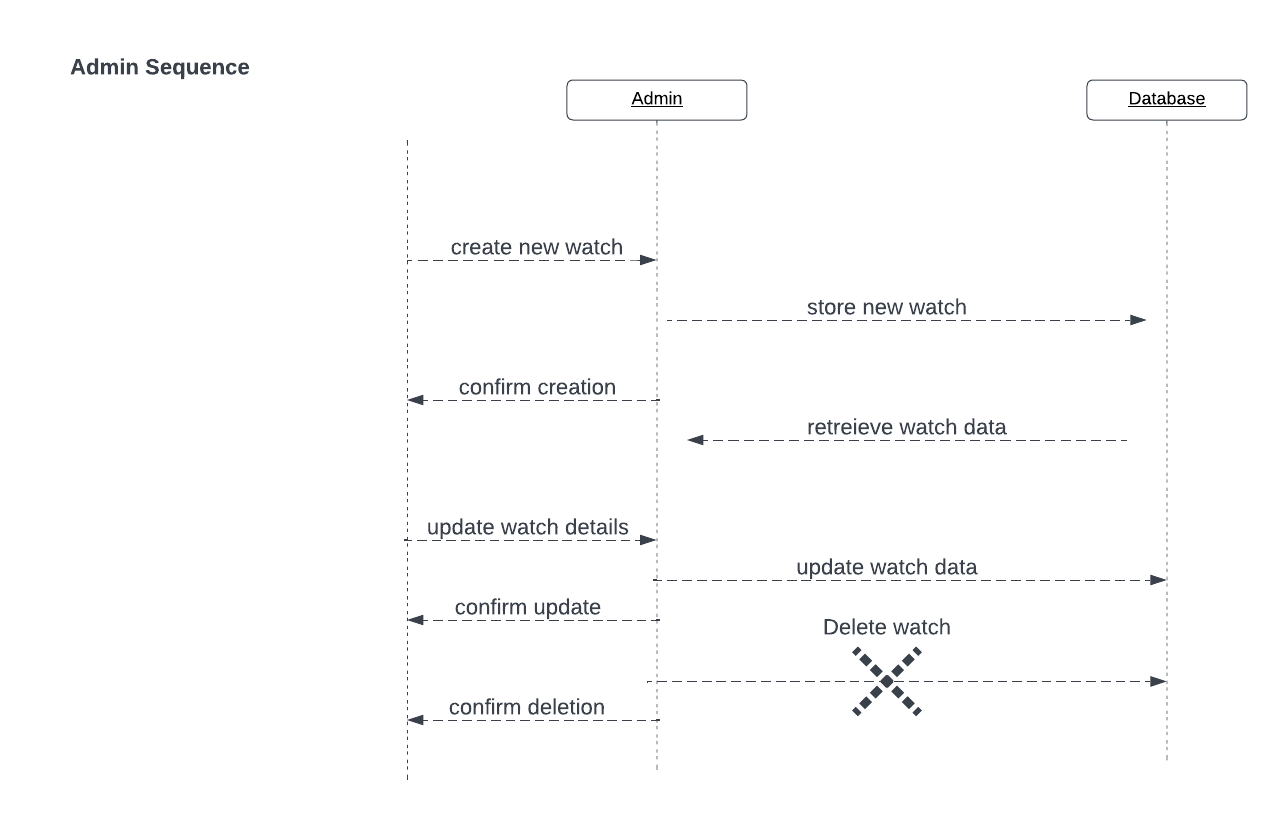 Admin Sequence
Admin
Database
create new watch
store new watch
confirm creation
retreieve watch data
update watch details
update watch data
confirm update
Delete watch
confirm deletion